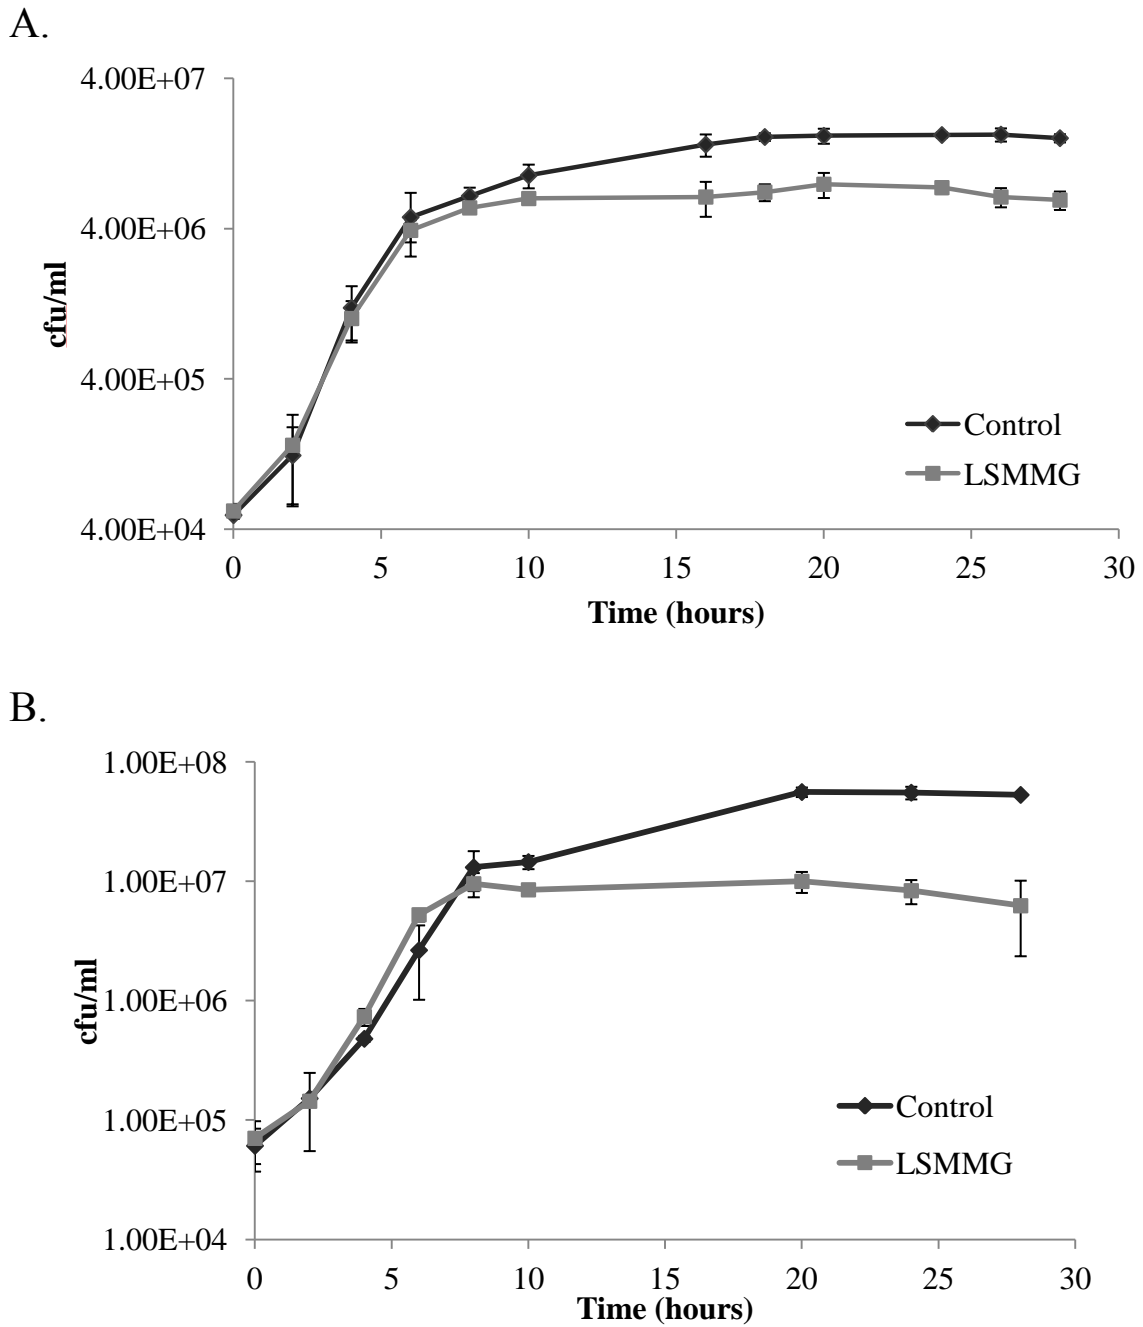 A.
4.00E+07
4.00E+06
4.00E+05
4.00E+04
cfu/ml
Control
LSMMG
0 5 10 15 20 25 30
Time (hours)
B.
1.00E+08
1.00E+07
1.00E+06
1.00E+05
1.00E+04
cfu/ml
Control
LSMMG
0 5 10 15 20 25 30
Time (hours)